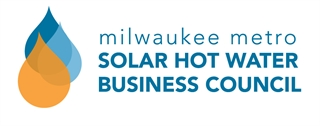 milwaukee metro
SOLAR HOT WATER
BUSINESS COUNCIL